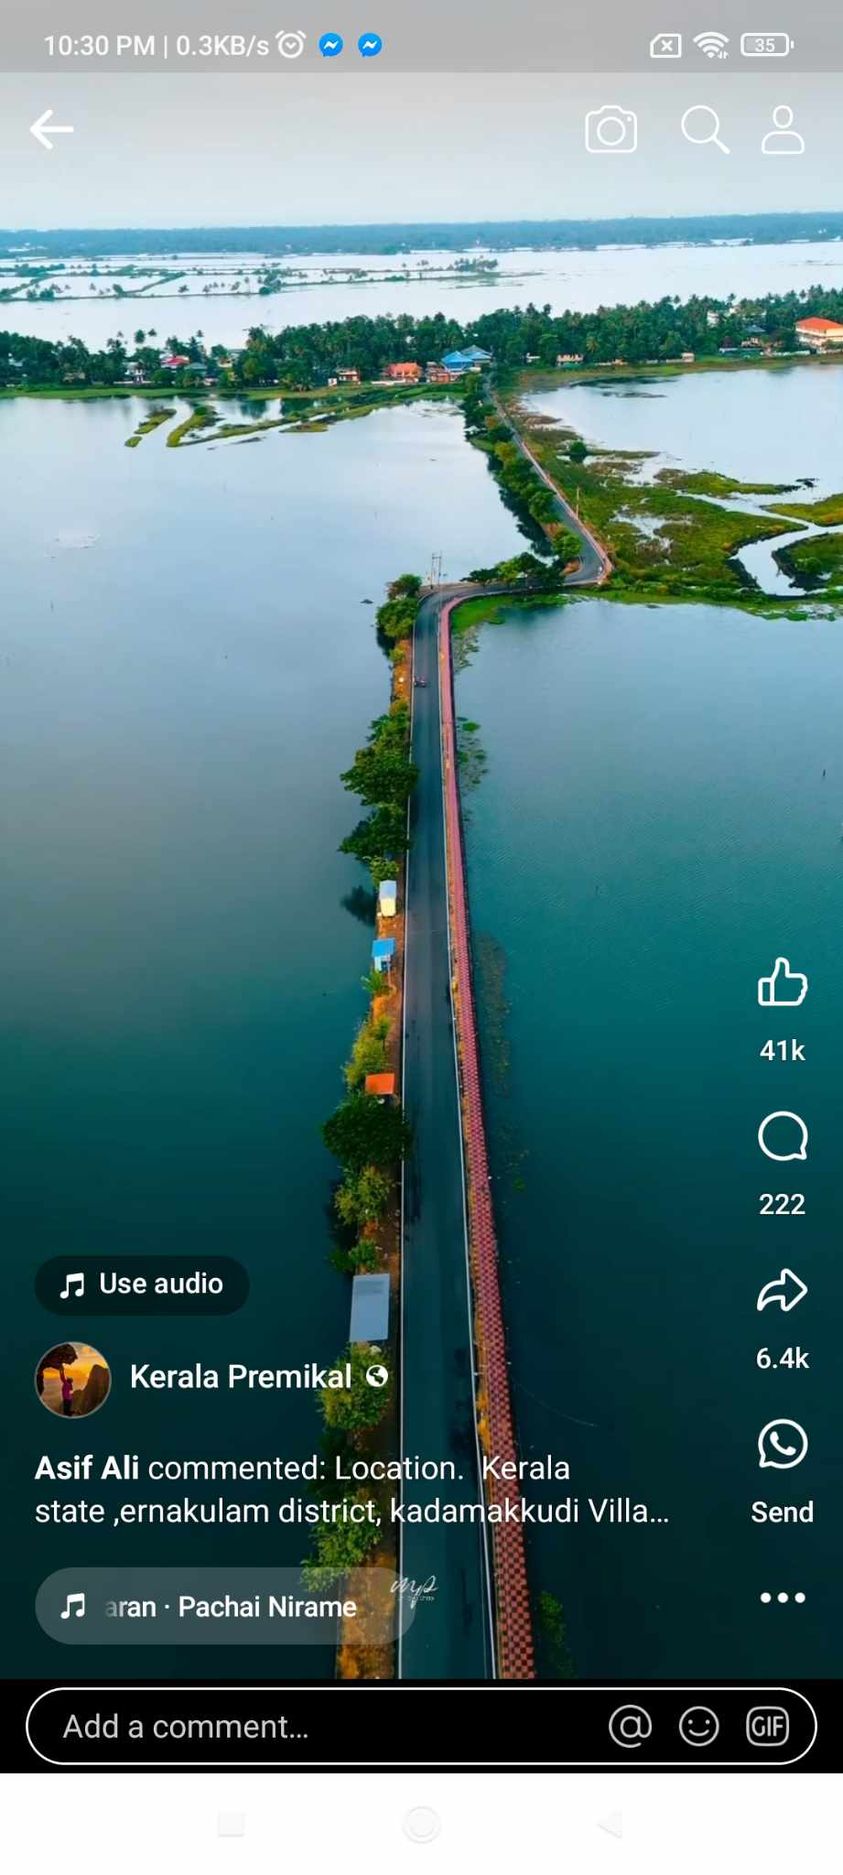 10:30 PM | 0.3KB/s
35
41k
222
Use audio
6.4k
Kerala Premikal
Asif Ali commented: Location. Kerala
state ,ernakulam district, kadamakkudi Villa...
Send
aran · Pachai Nirame
Add a comment...
GIF